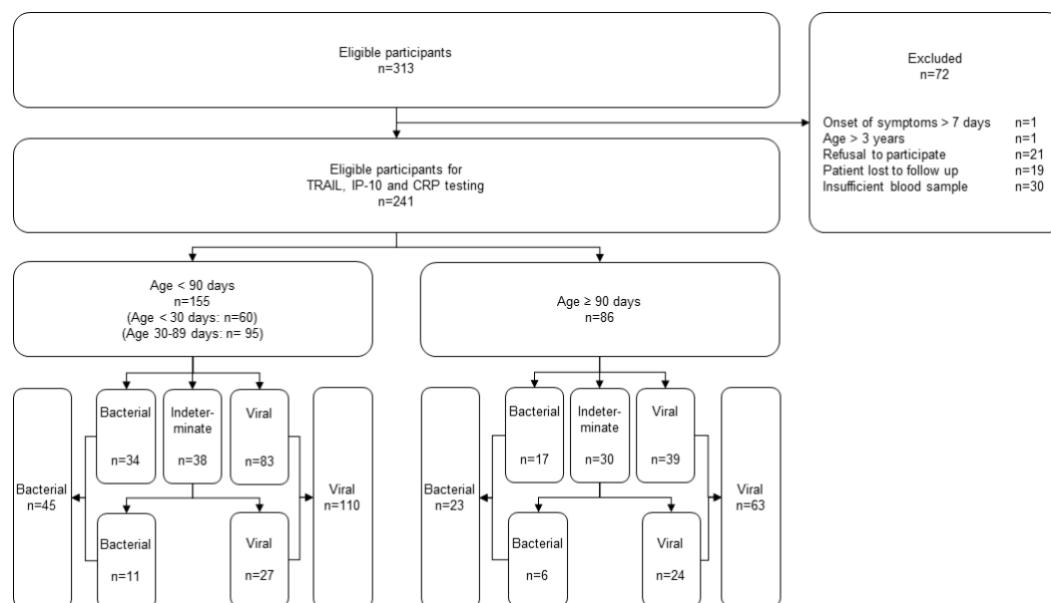 Eligible participants
n=313
Excluded
n=72
Onset of symptoms > 7 days n=1
Age > 3 years n=1
Refusal to participate n=21
Patient lost to follow up n=19
Insufficient blood sample n=30
Eligible participants for
TRAIL, IP-10 and CRP testing
n=241
Age < 90 days
n=155
(Age < 30 days: n=60)
(Age 30-89 days: n= 95)
Age ≥ 90 days
n=86
Bacterial
n=45
Bacterial
n=34
Indeter-
minate
n=38
Viral
n=83
Viral
n=110
Bacterial
n=11
Viral
n=27
Bacterial
n=23
Bacterial
n=17
Indeter-
minate
n=30
Viral
n=39
Viral
n=63
Bacterial
n=6
Viral
n=24